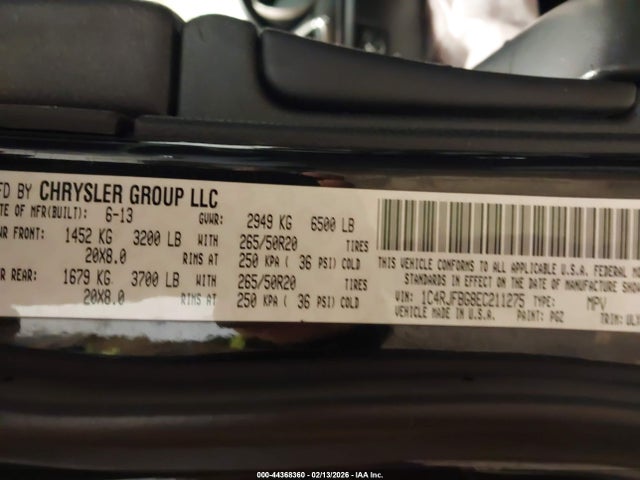 FD BY CHRYSLER GROUP LLC
TE OF MFR(BUILT): 6-13 GVWR: 2949 KG 6500 LB
WR FRONT: 1452 KG 3200 LB WITH 265/50R20 TIRES
20X8.0 RIMS AT 250 KPA ( 36 PSI) COLD
R REAR: 1679 KG 3700 LB WITH 265/50R20 TIRES
20X8.0 RIMS AT 250 KPA ( 36 PSI) COLD
THIS VEHICLE CONFORMS TO ALL APPLICABLE U.S.A. FEDERAL
STANDARDS IN EFFECT ON THE DATE OF MANUFACTURE
VIN: 1C4RJFBG8EC211275 TYPE: MPV
VEHICLE MADE IN U.S.A. PAINT: PGZ TRIM:
000-44368360 - 02/13/2026 - IAA Inc.